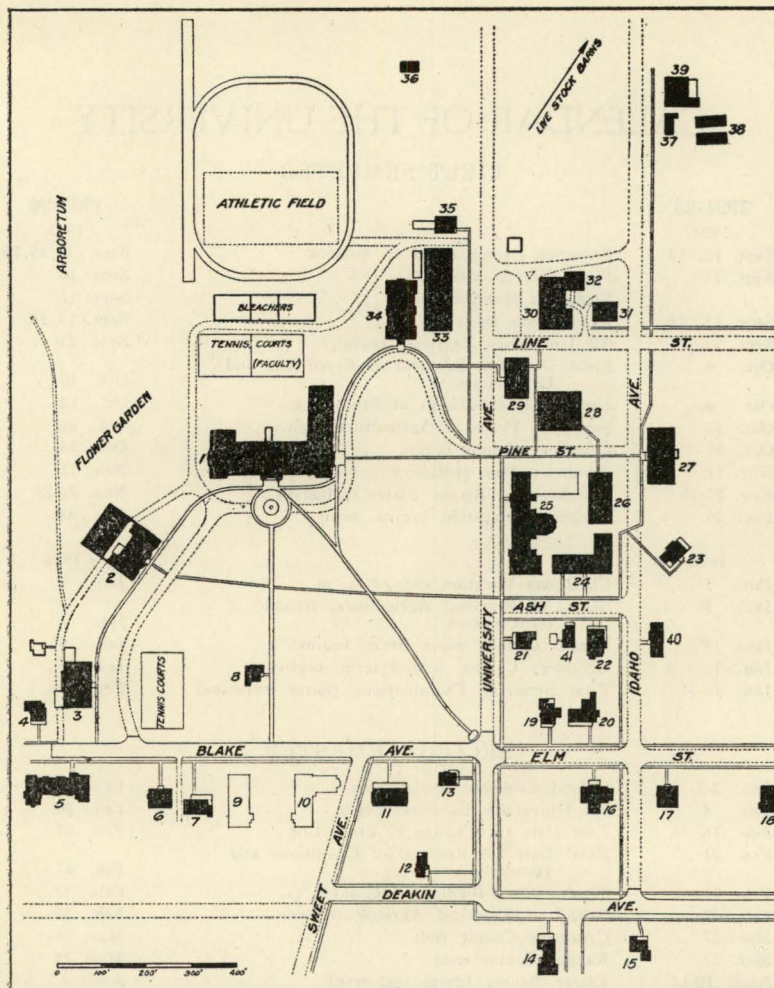 36
LIVE STOCK BARNS
39
37
38
ARBORETUM
ATHLETIC FIELD
35
32
30
31
BLEACHERS
34
33
LINE ST.
TENNIS COURTS
(FACULTY)
AVE.
AVE.
29
28
FLOWER GARDEN
1
PINE ST.
27
25
26
2
23
24
ASH ST.
UNIVERSITY
IDAHO
21
41
22
40
8
3
TENNIS COURTS
4
19
20
BLAKE AVE.
ELM ST.
5
6
7
9
10
11
13
16
17
18
SWEET AVE.
12
DEAKIN AVE.
14
15
0 100' 200' 300' 400'